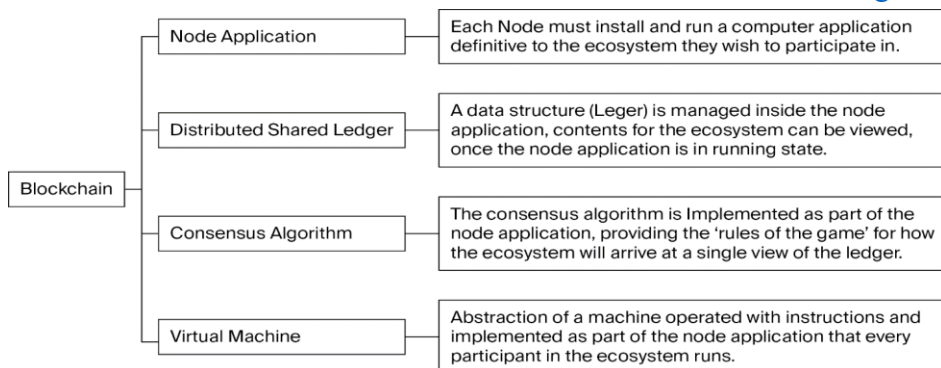 Node Application
Each Node must install and run a computer application
definitive to the ecosystem they wish to participate in.
Distributed Shared Ledger
A data structure (Leger) is managed inside the node
application, contents for the ecosystem can be viewed,
once the node application is in running state.
Blockchain
Consensus Algorithm
The consensus algorithm is Implemented as part of the
node application, providing the ‘rules of the game’ for how
the ecosystem will arrive at a single view of the ledger.
Virtual Machine
Abstraction of a machine operated with instructions and
implemented as part of the node application that every
participant in the ecosystem runs.